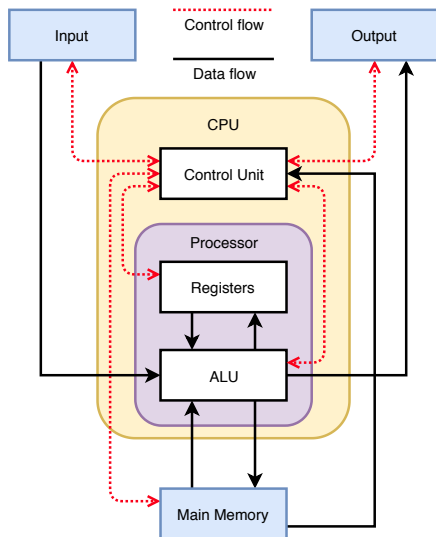 Input
Control flow
Output
Data flow
CPU
Control Unit
Processor
Registers
ALU
Main Memory